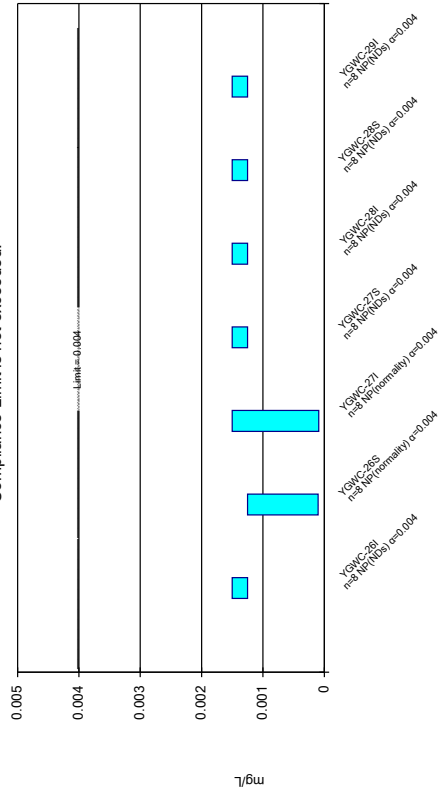 Compliance Limit is not exceeded.
0.005
0.004
0.003
0.002
0.001
0
mg/L
Limit = 0.004
YGWC-26I
n=8 NP(NDs) α=0.004
YGWC-26S
n=8 NP(normality) α=0.004
YGWC-27I
n=8 NP(normality) α=0.004
YGWC-27S
n=8 NP(NDs) α=0.004
YGWC-28I
n=8 NP(NDs) α=0.004
YGWC-28S
n=8 NP(NDs) α=0.004
YGWC-29I
n=8 NP(NDs) α=0.004